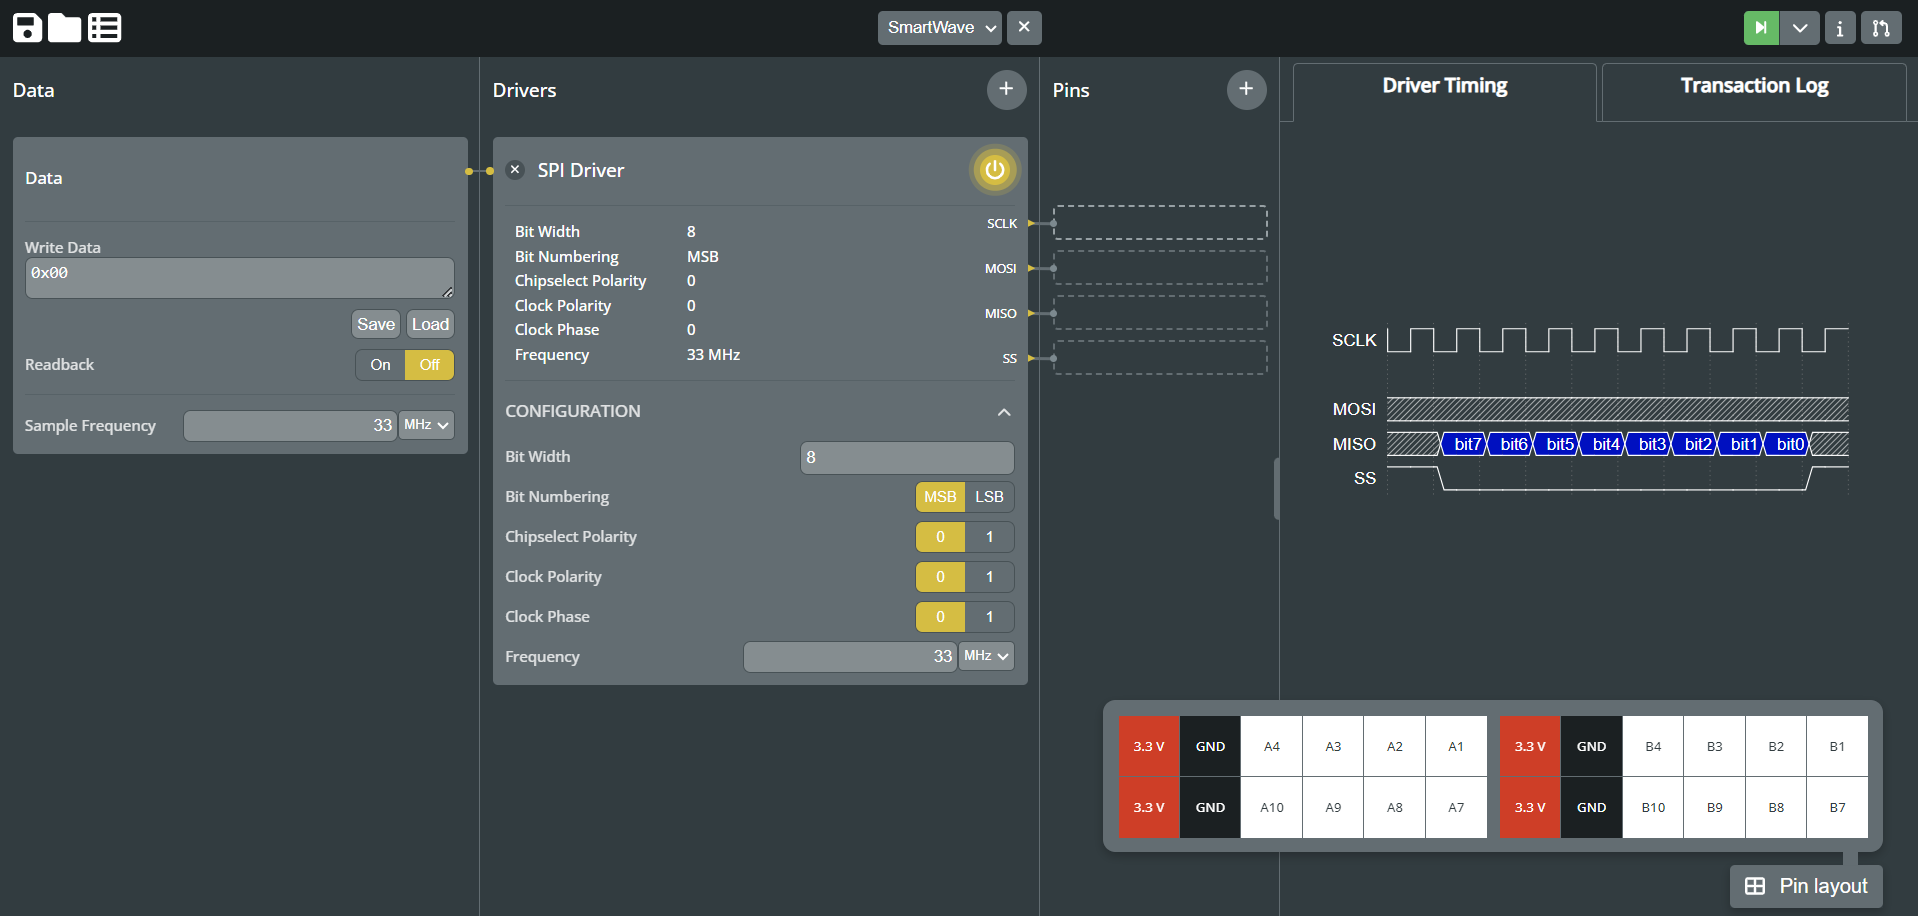 SmartWave
Data
Drivers
Pins
Driver Timing
Transaction Log
Data
Write Data
0x00
Save Load
Readback On Off
Sample Frequency 33 MHz
SPI Driver
Bit Width 8
Bit Numbering MSB
Chipselect Polarity 0
Clock Polarity 0
Clock Phase 0
Frequency 33 MHz
SCLK
MOSI
MISO
SS
CONFIGURATION
Bit Width 8
Bit Numbering MSB LSB
Chipselect Polarity 0 1
Clock Polarity 0 1
Clock Phase 0 1
Frequency 33 MHz
SCLK
MOSI
MISO bit7 bit6 bit5 bit4 bit3 bit2 bit1 bit0
SS
3.3 V GND A4 A3 A2 A1 3.3 V GND B4 B3 B2 B1
3.3 V GND A10 A9 A8 A7 3.3 V GND B10 B9 B8 B7
Pin layout